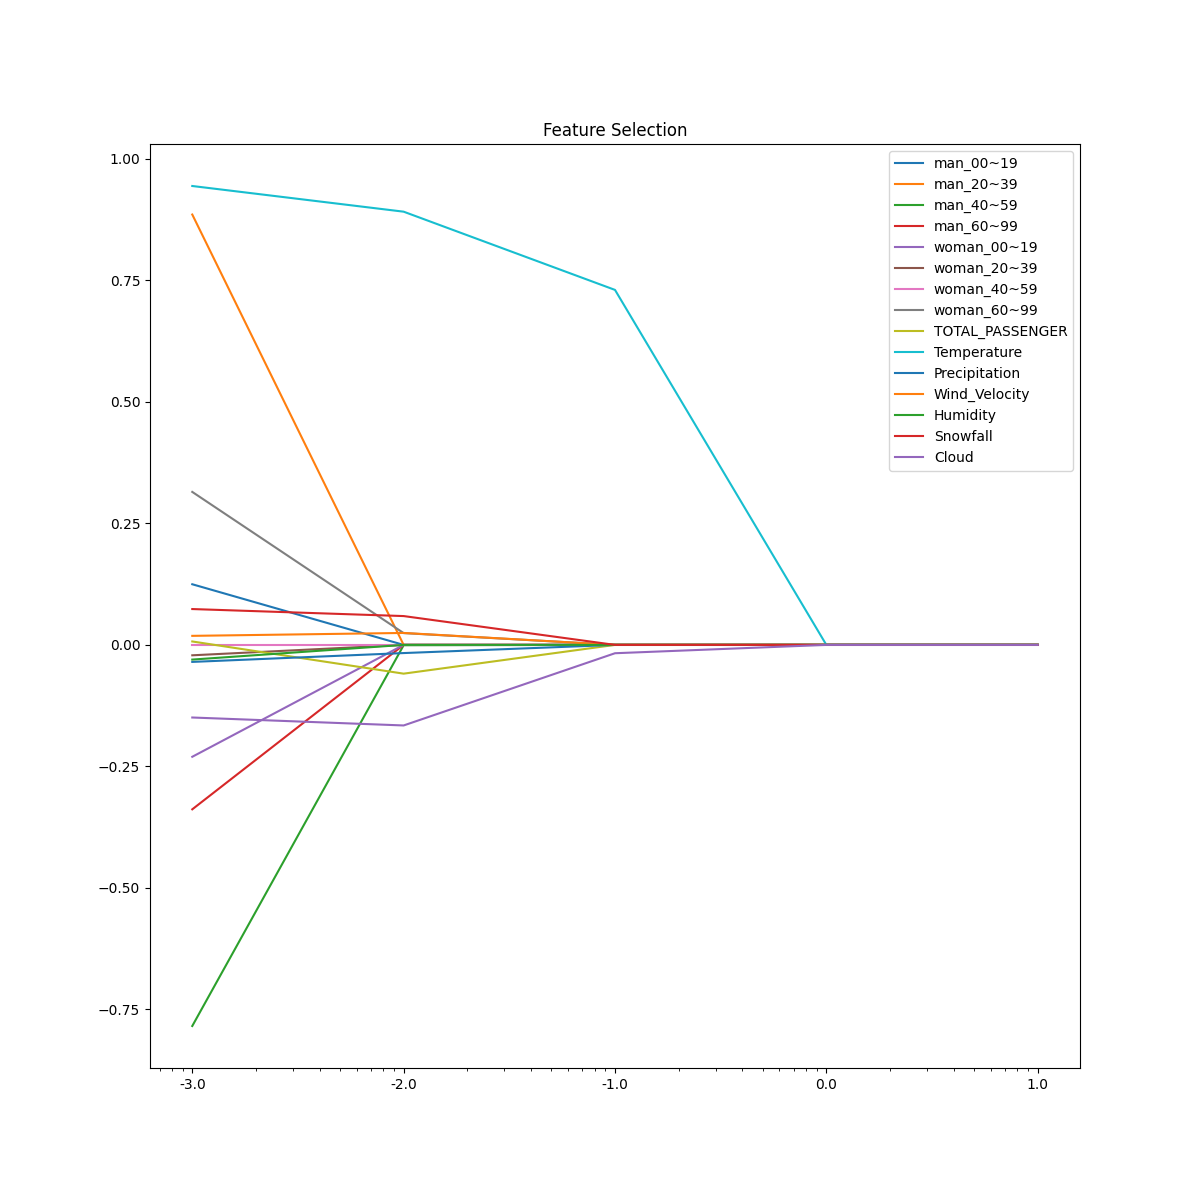 Feature Selection
1.00
0.75
0.50
0.25
0.00
−0.25
−0.50
−0.75
-3.0
-2.0
-1.0
0.0
1.0
man_00~19
man_20~39
man_40~59
man_60~99
woman_00~19
woman_20~39
woman_40~59
woman_60~99
TOTAL_PASSENGER
Temperature
Precipitation
Wind_Velocity
Humidity
Snowfall
Cloud